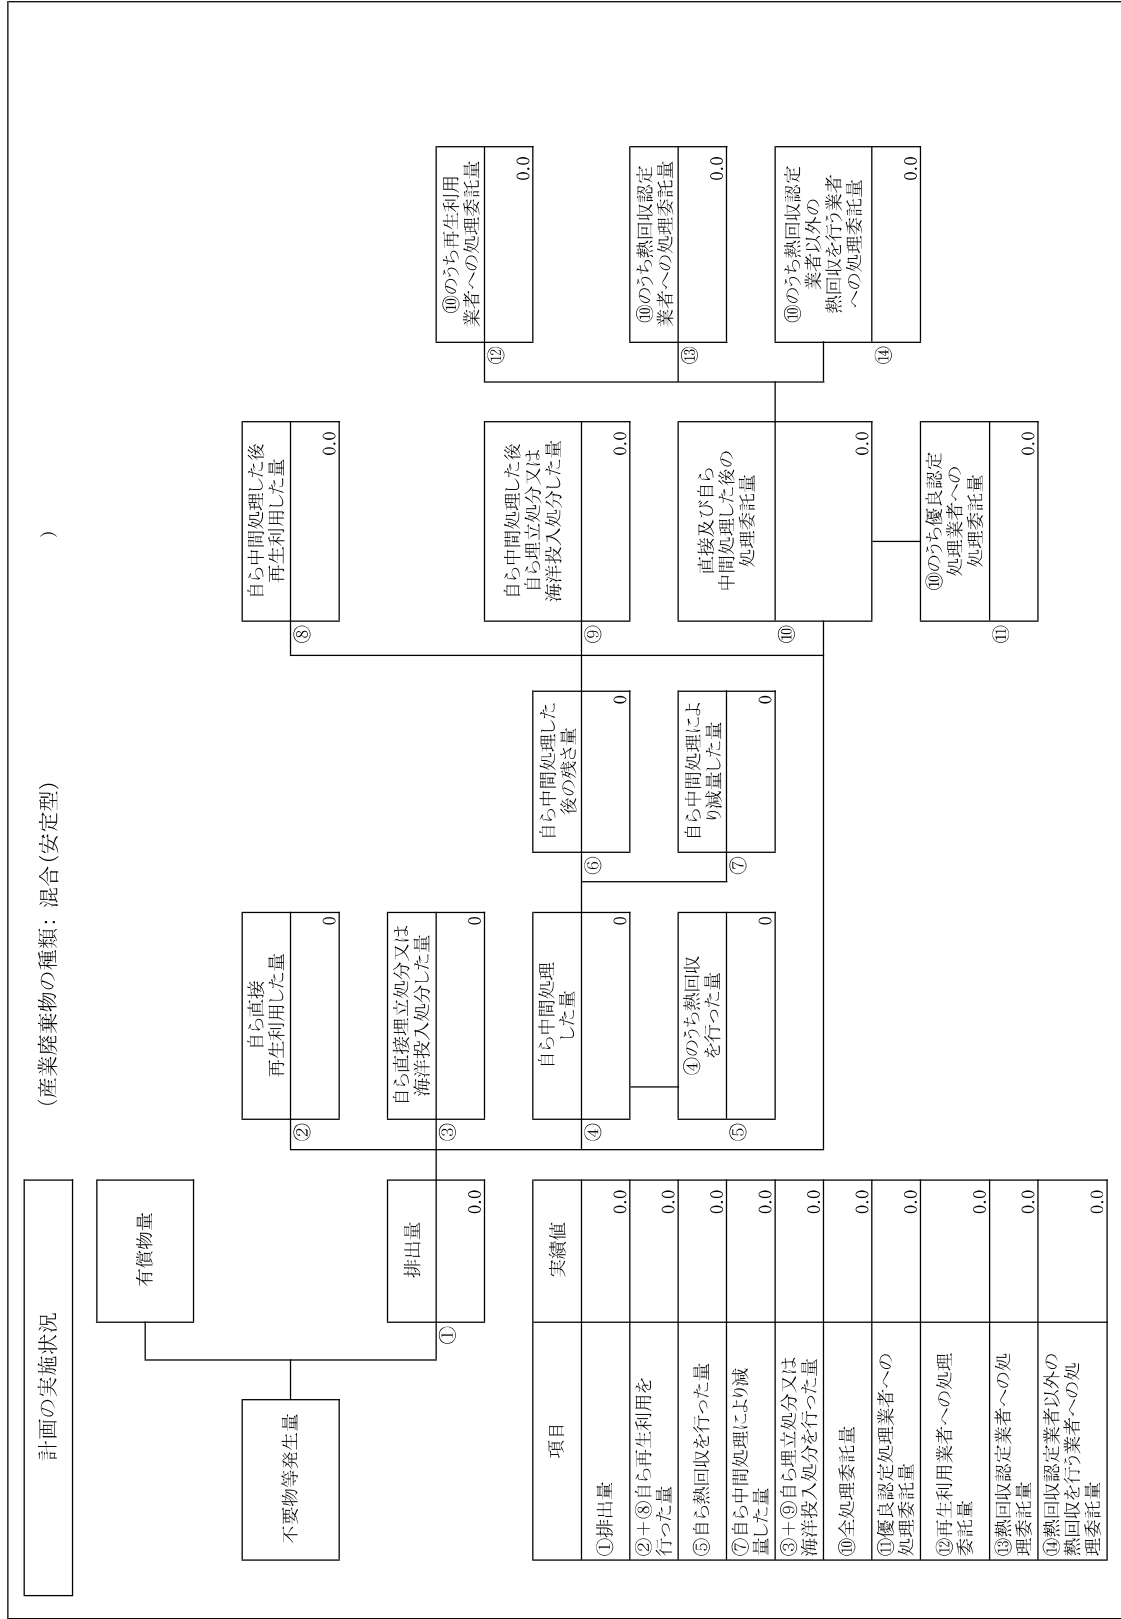 計画の実施状況
(産業廃棄物の種類: 混合(安定型)
)
不要物等発生量
有償物量
①
排出量
0.0
②
自ら直接
再生利用した量
0
③
自ら直接埋立処分又は
海洋投入処分した量
0
④
自ら中間処理
した量
0
⑤
④のうち熱回収
を行った量
0
⑥
自ら中間処理した
後の残さ量
0
⑦
自ら中間処理によ
り減量した量
0
⑧
自ら中間処理した後
再生利用した量
0.0
⑨
自ら中間処理した後
自ら埋立処分又は
海洋投入処分した量
0.0
⑩
直接及び自ら
中間処理した後の
処理委託量
0.0
⑪
⑩のうち優良認定
処理業者への
処理委託量
0.0
⑫
⑩のうち再生利用
業者への処理委託量
0.0
⑬
⑩のうち熱回収認定
業者への処理委託量
0.0
⑭
⑩のうち熱回収認定
業者以外の
熱回収を行う業者
への処理委託量
0.0
項目 実績値
①排出量 0.0
②+⑧自ら再生利用を
行った量 0.0
⑤自ら熱回収を行った量 0.0
⑦自ら中間処理により減
量した量 0.0
③+⑨自ら埋立処分又は
海洋投入処分を行った量 0.0
⑩全処理委託量 0.0
⑪優良認定処理業者への
処理委託量 0.0
⑫再生利用業者への処理
委託量 0.0
⑬熱回収認定業者への処
理委託量 0.0
⑭熱回収認定業者以外の
熱回収を行う業者への処
理委託量 0.0